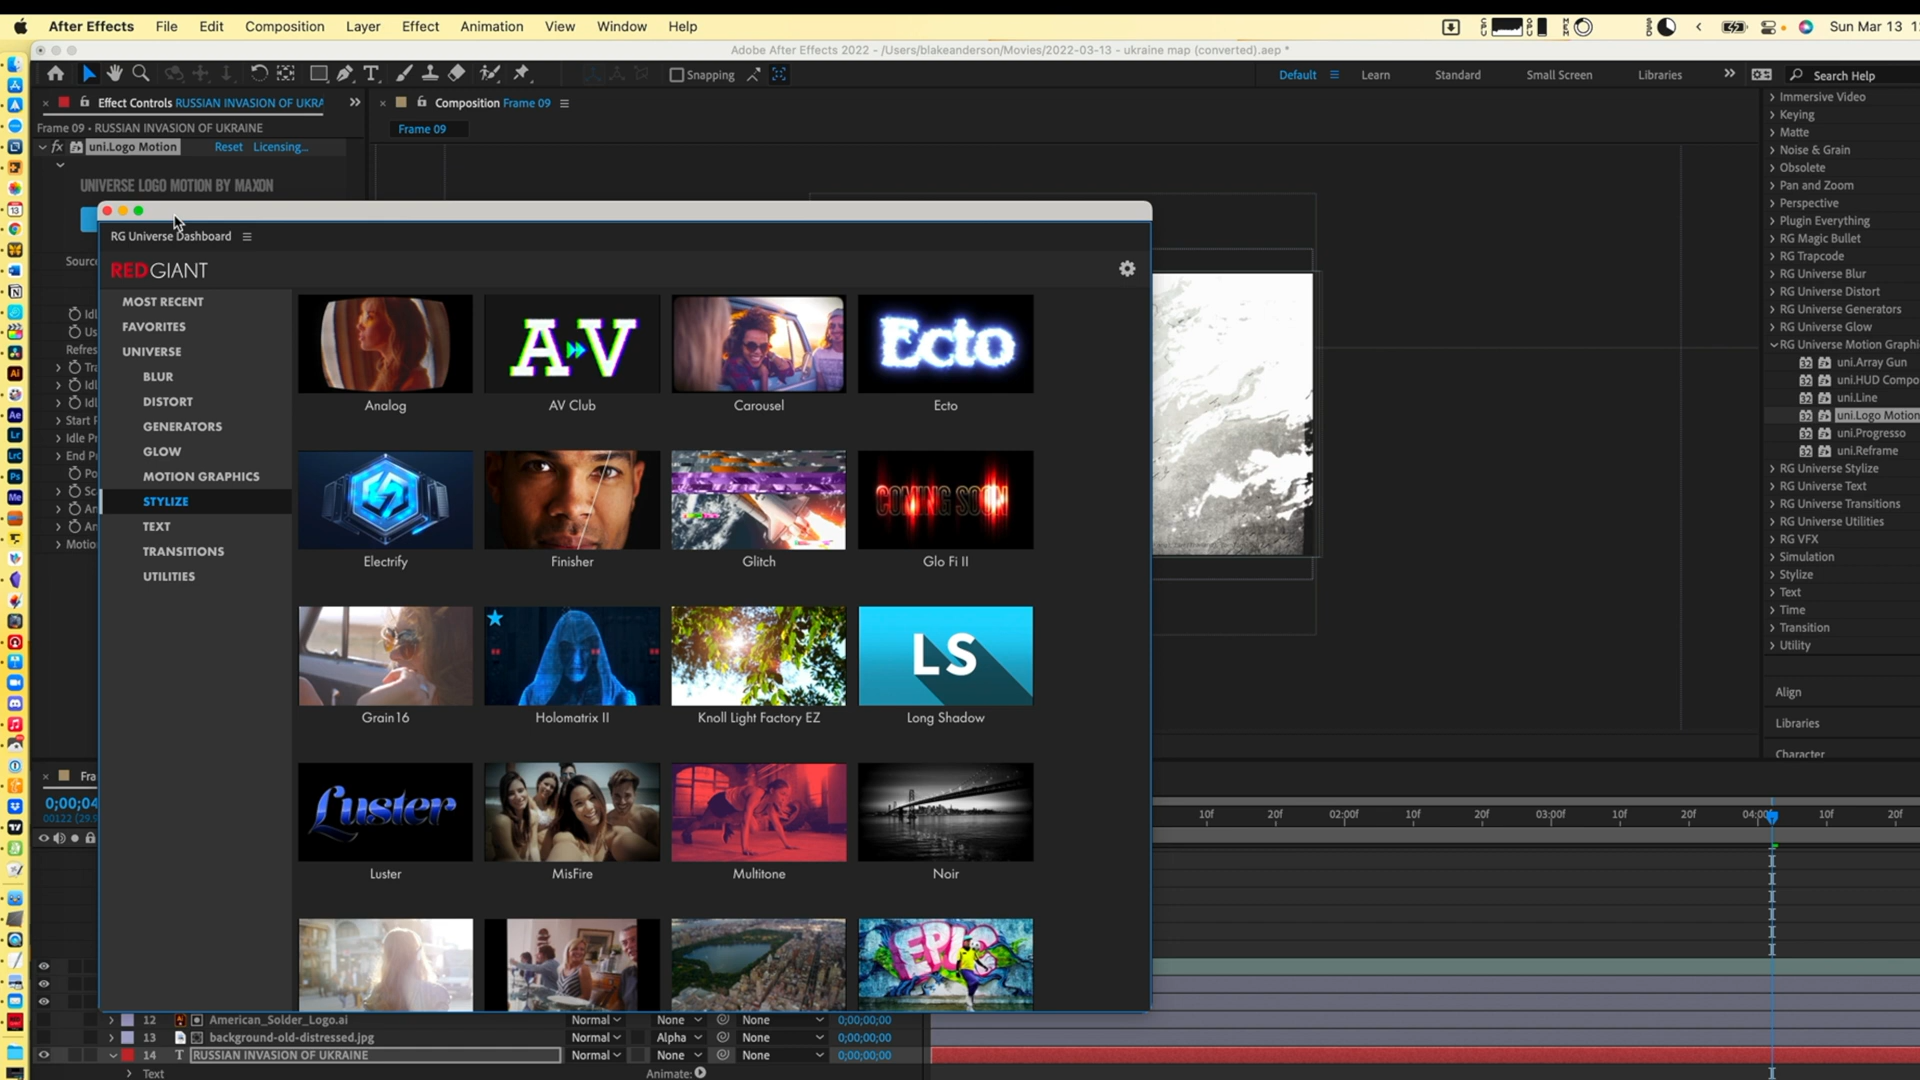 After Effects File Edit Composition Layer Effect Animation View Window Help
Sun Mar 13
Adobe After Effects 2022 - /Users/blakeanderson/Movies/2022-03-13 - ukraine map (converted).aep *
Snapping
Default Learn Standard Small Screen Libraries Search Help
Effect Controls RUSSIAN INVASION OF UKRA
Composition Frame 09
Frame 09 • RUSSIAN INVASION OF UKRAINE
Frame 09
fx uni.Logo Motion Reset Licensing...
UNIVERSE LOGO MOTION BY MAXON
RG Universe Dashboard
REDGIANT
MOST RECENT
FAVORITES
UNIVERSE
BLUR
DISTORT
GENERATORS
GLOW
MOTION GRAPHICS
STYLIZE
TEXT
TRANSITIONS
UTILITIES
AV
Ecto
Analog AV Club Carousel Ecto
COMING SOON
Electrify Finisher Glitch Glo Fi II
LS
Grain16 Holomatrix II Knoll Light Factory EZ Long Shadow
Luster
Luster MisFire Multitone Noir
EPIC
Immersive Video
Keying
Matte
Noise & Grain
Obsolete
Pan and Zoom
Perspective
Plugin Everything
RG Magic Bullet
RG Trapcode
RG Universe Blur
RG Universe Distort
RG Universe Generators
RG Universe Glow
RG Universe Motion Graphi
uni.Array Gun
uni.HUD Compo
uni.Line
uni.Logo Motion
uni.Progresso
uni.Reframe
RG Universe Stylize
RG Universe Text
RG Universe Transitions
RG Universe Utilities
RG VFX
Simulation
Stylize
Text
Time
Transition
Utility
Align
Libraries
Character
Source
Idl
Us
Refres
Tra
Idl
Idl
Start P
Idle Pr
End P
Po
Sc
An
An
Motio
Fra
0;00;04
00122 (29.9
10f 20f 02:00f 10f 20f 03:00f 10f 20f 04:00 10f 20f
12 American_Solder_Logo.ai Normal None None 0;00;00;00
13 background-old-distressed.jpg Normal Alpha None 0;00;00;00
14 T RUSSIAN INVASION OF UKRAINE Normal None None 0;00;00;00
Text Animate: